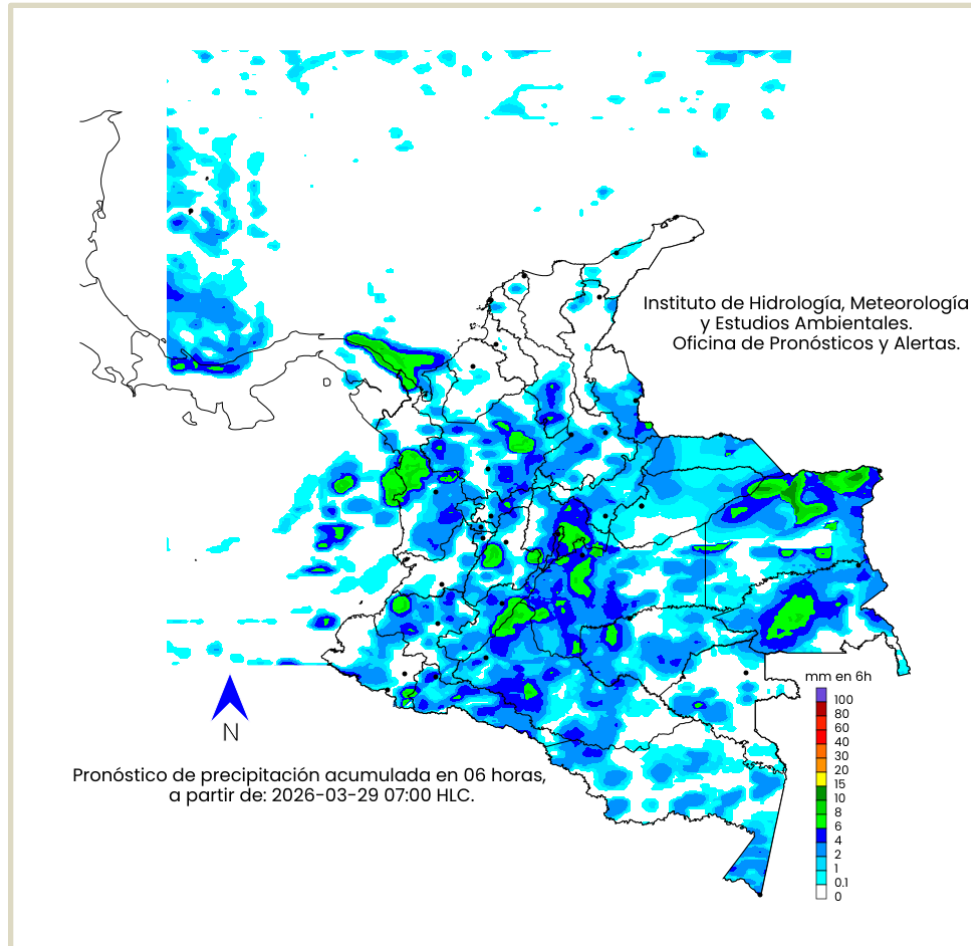 Instituto de Hidrología, Meteorología
y Estudios Ambientales.
Oficina de Pronósticos y Alertas.
mm en 6h
100
80
60
40
30
20
15
10
8
6
4
2
1
0.1
0
N
Pronóstico de precipitación acumulada en 06 horas,
a partir de: 2026-03-29 07:00 HLC.